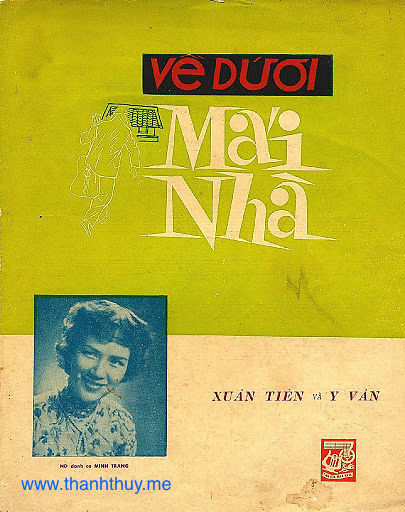 VỀ DƯỚI
Mái
Nhà
XUÂN TIÊN VÀ Y VÂN
Nữ danh ca MINH TRANG
www.thanhthuy.me